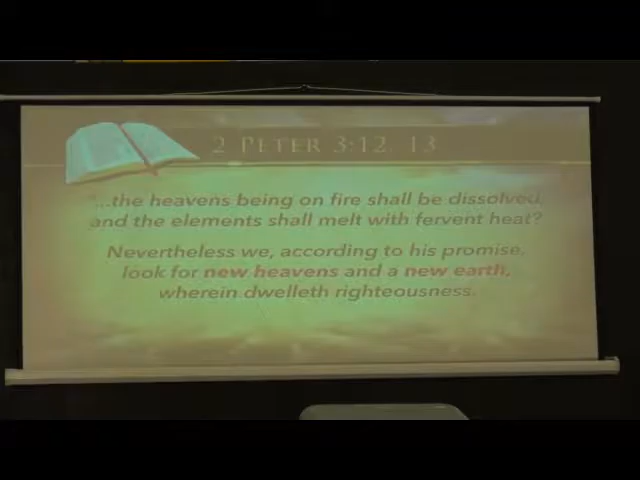 2 PETER 3:12, 13
"...the heavens being on fire shall be dissolved,
and the elements shall melt with fervent heat?
Nevertheless we, according to his promise,
look for new heavens and a new earth,
wherein dwelleth righteousness.